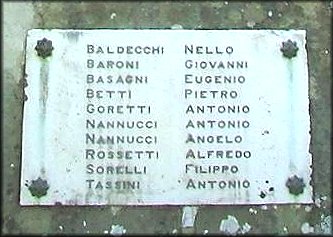 BALDECCHI NELLO
BARONI GIOVANNI
BASAGNI EUGENIO
BETTI PIETRO
GORETTI ANTONIO
NANNUCCI ANTONIO
NANNUCCI ANGELO
ROSSETTI ALFREDO
SORELLI FILIPPO
TASSINI ANTONIO